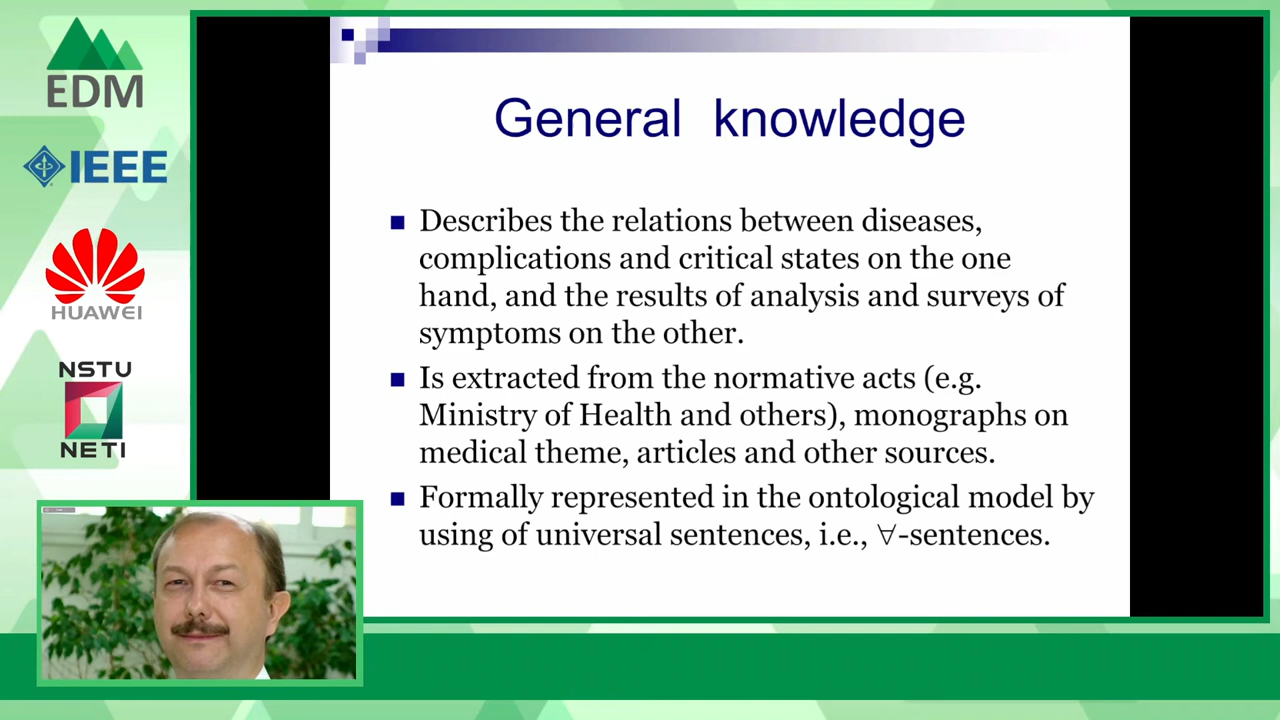 EDM
IEEE
HUAWEI
NSTU
NETI
General knowledge
Describes the relations between diseases,
complications and critical states on the one
hand, and the results of analysis and surveys of
symptoms on the other.
Is extracted from the normative acts (e.g.
Ministry of Health and others), monographs on
medical theme, articles and other sources.
Formally represented in the ontological model by
using of universal sentences, i.e., ∀-sentences.